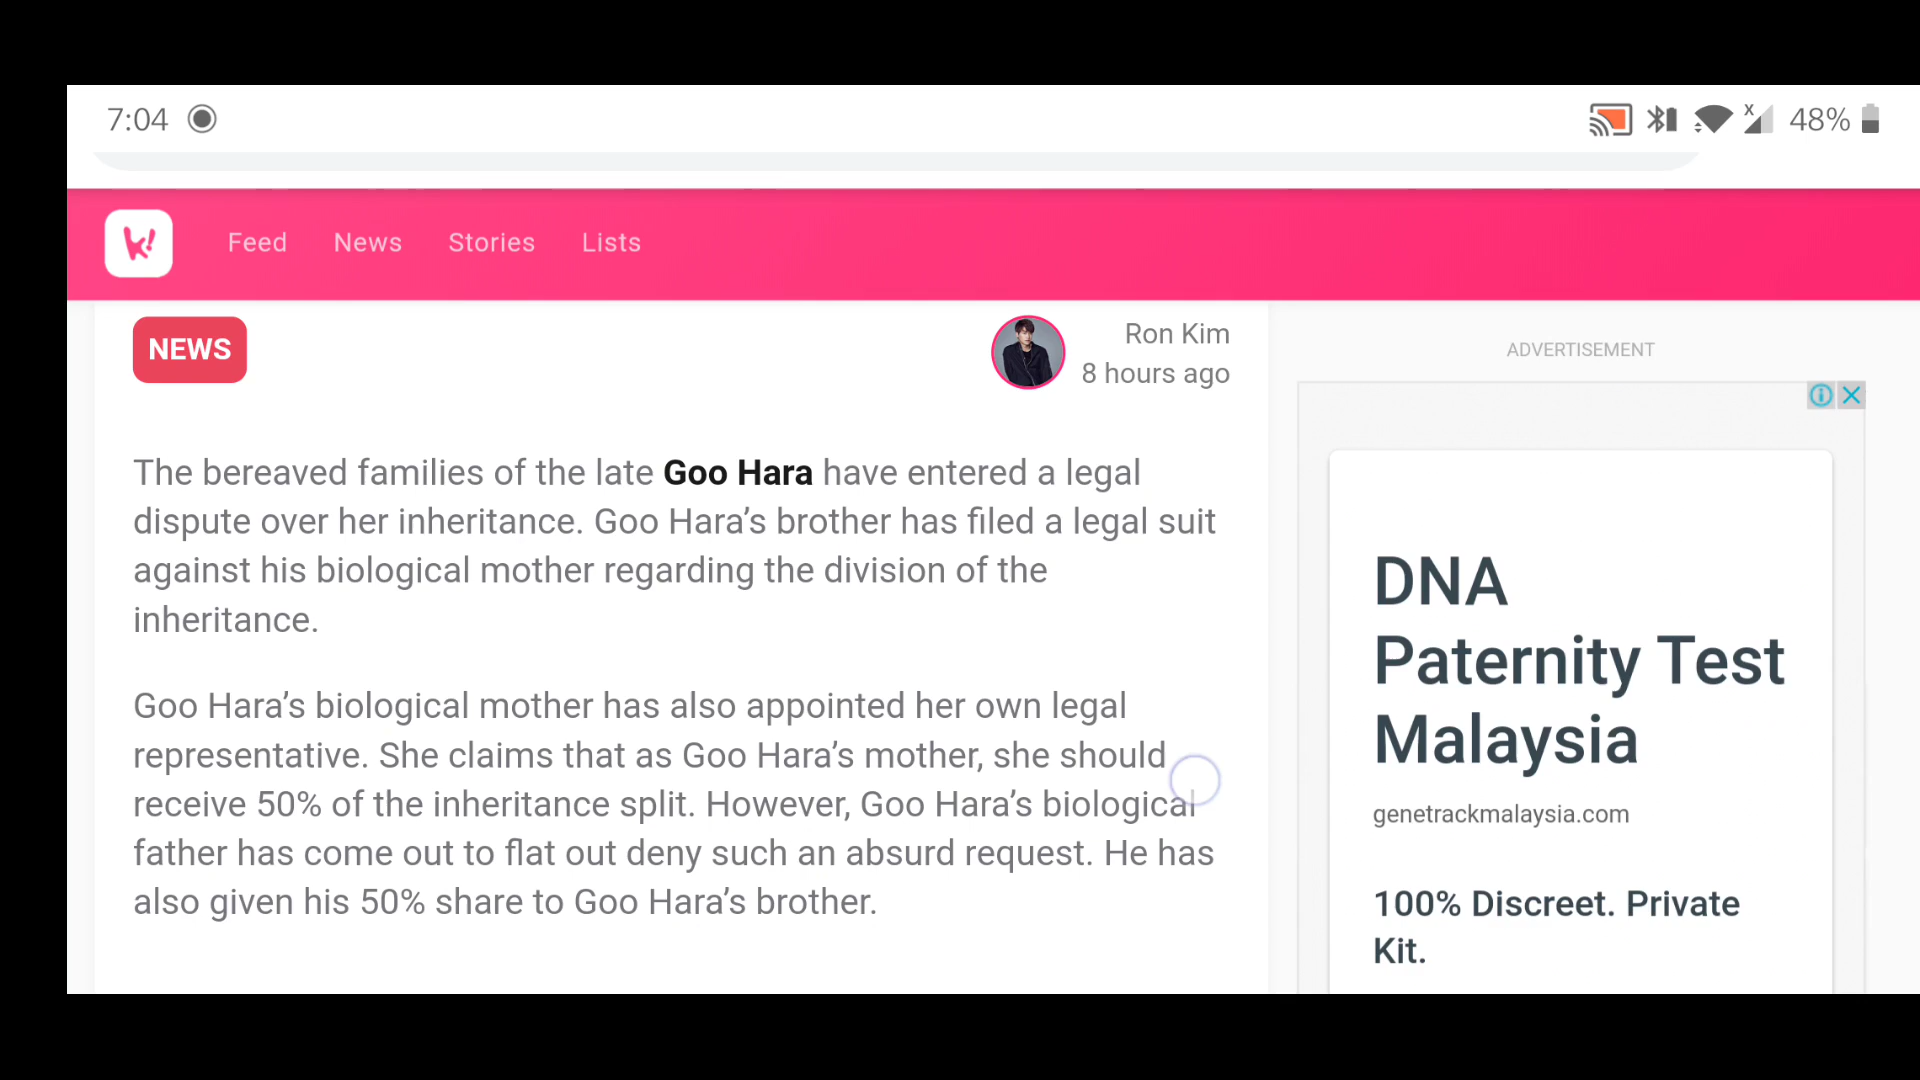 7:04
x
48%
k!
Feed News Stories Lists
NEWS
Ron Kim
8 hours ago
The bereaved families of the late Goo Hara have entered a legal
dispute over her inheritance. Goo Hara’s brother has filed a legal suit
against his biological mother regarding the division of the
inheritance.
Goo Hara’s biological mother has also appointed her own legal
representative. She claims that as Goo Hara’s mother, she should
receive 50% of the inheritance split. However, Goo Hara’s biological
father has come out to flat out deny such an absurd request. He has
also given his 50% share to Goo Hara’s brother.
ADVERTISEMENT
DNA
Paternity Test
Malaysia
genetrackmalaysia.com
100% Discreet. Private
Kit.